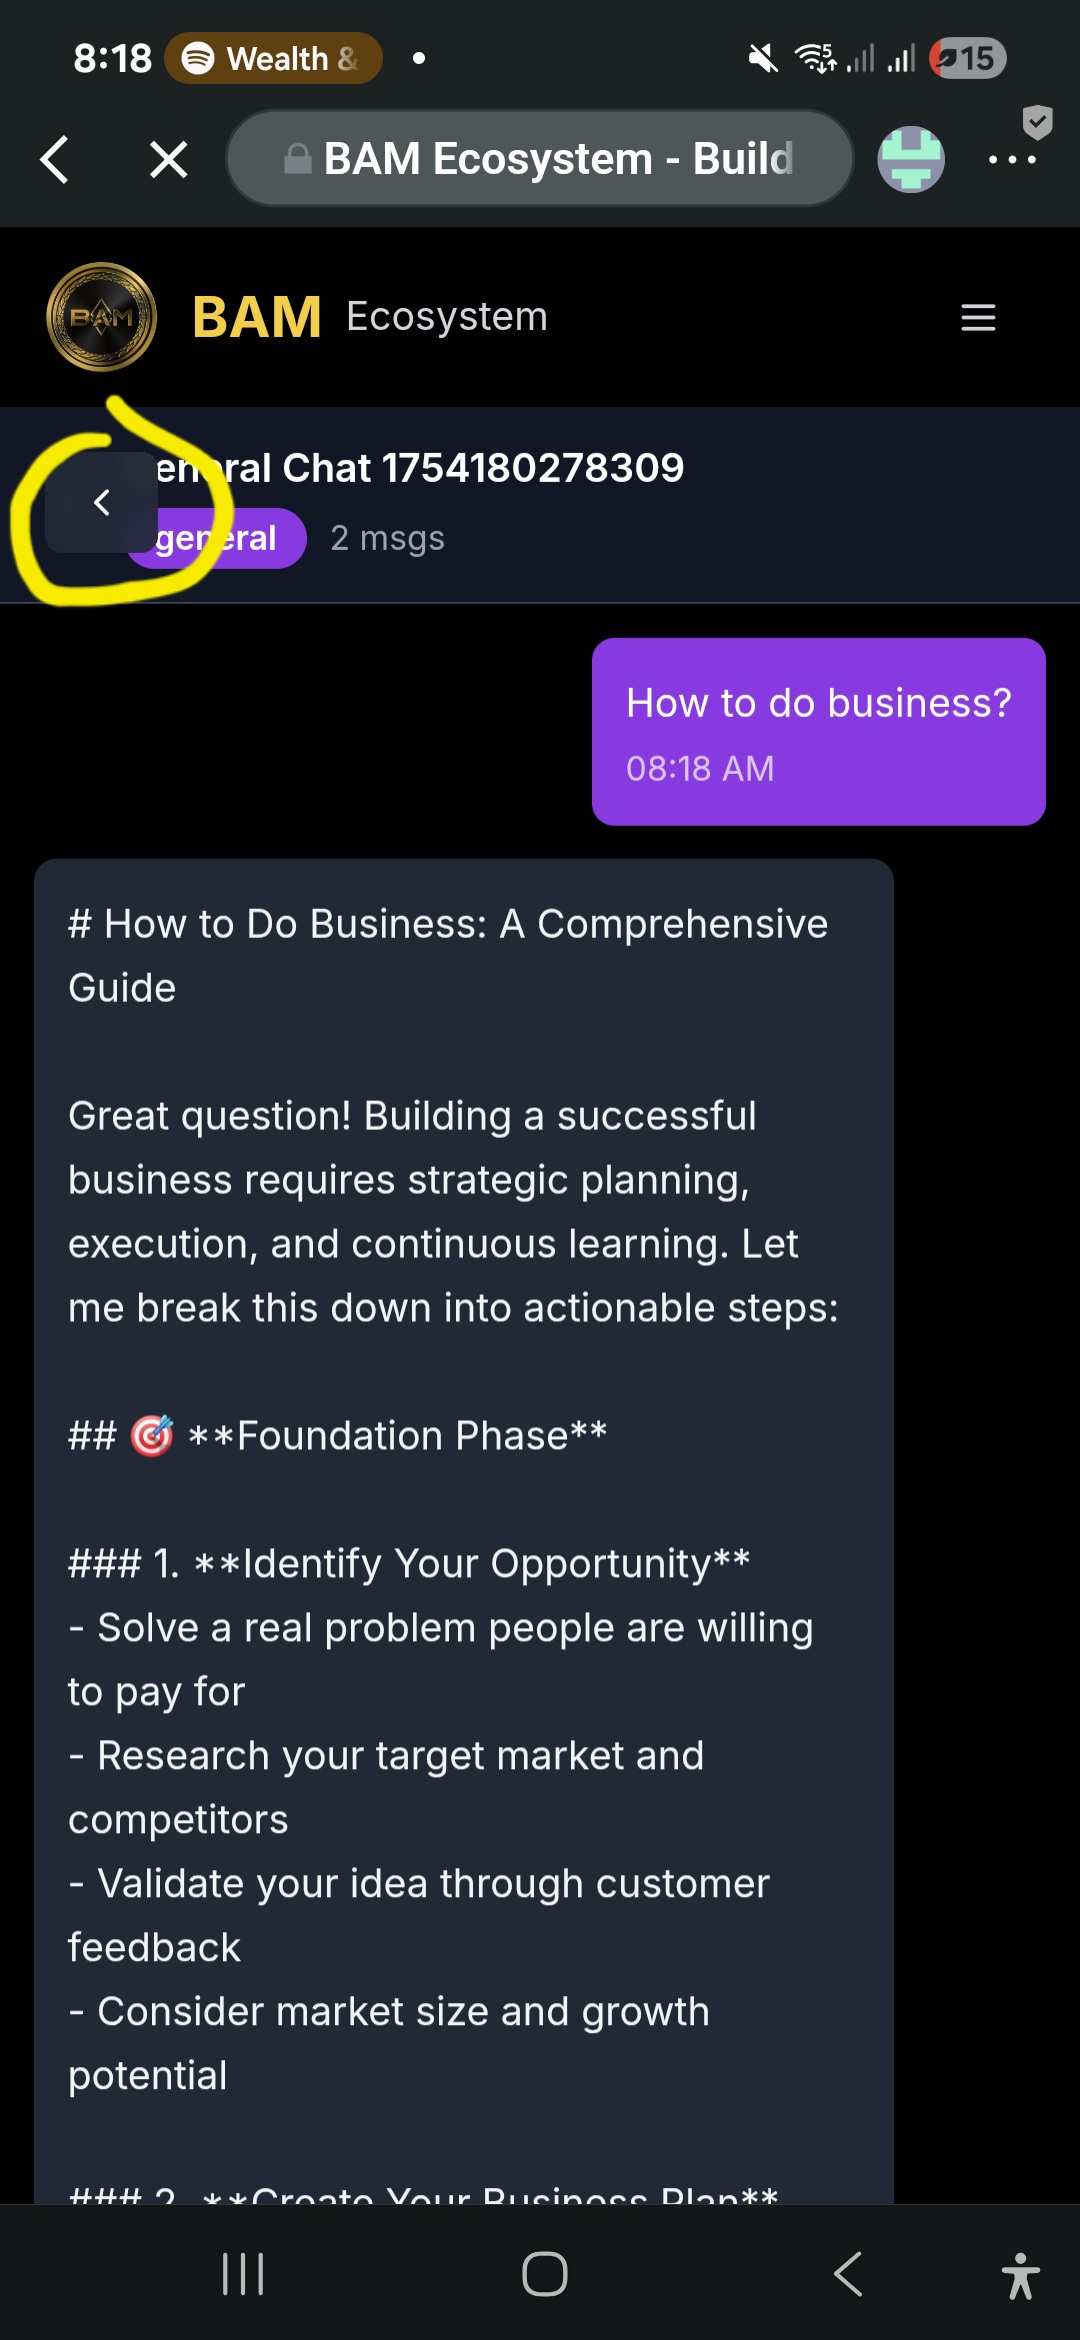 8:18 Wealth & 15
BAM Ecosystem - Build
BAM BAM Ecosystem
eneral Chat 1754180278309
general 2 msgs
How to do business?
08:18 AM
# How to Do Business: A Comprehensive
Guide
Great question! Building a successful
business requires strategic planning,
execution, and continuous learning. Let
me break this down into actionable steps:
## 🎯 **Foundation Phase**
### 1. **Identify Your Opportunity**
- Solve a real problem people are willing
to pay for
- Research your target market and
competitors
- Validate your idea through customer
feedback
- Consider market size and growth
potential
### 2. **Create Your Business Plan**